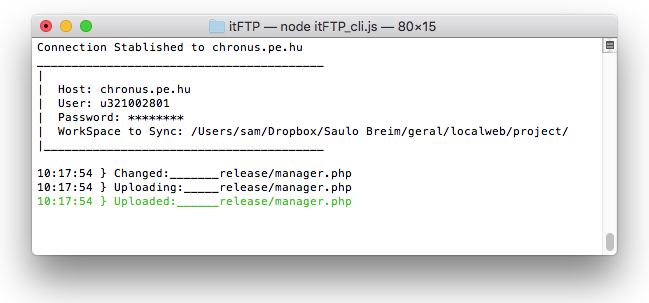 itFTP — node itFTP_cli.js — 80×15
Connection Stablished to chronus.pe.hu
_________________________________________
|
|  Host: chronus.pe.hu
|  User: u321002801
|  Password: ********
|  WorkSpace to Sync: /Users/sam/Dropbox/Saulo Breim/geral/localweb/project/
|________________________________________
10:17:54 } Changed:_______release/manager.php
10:17:54 } Uploading:_____release/manager.php
10:17:54 } Uploaded:______release/manager.php